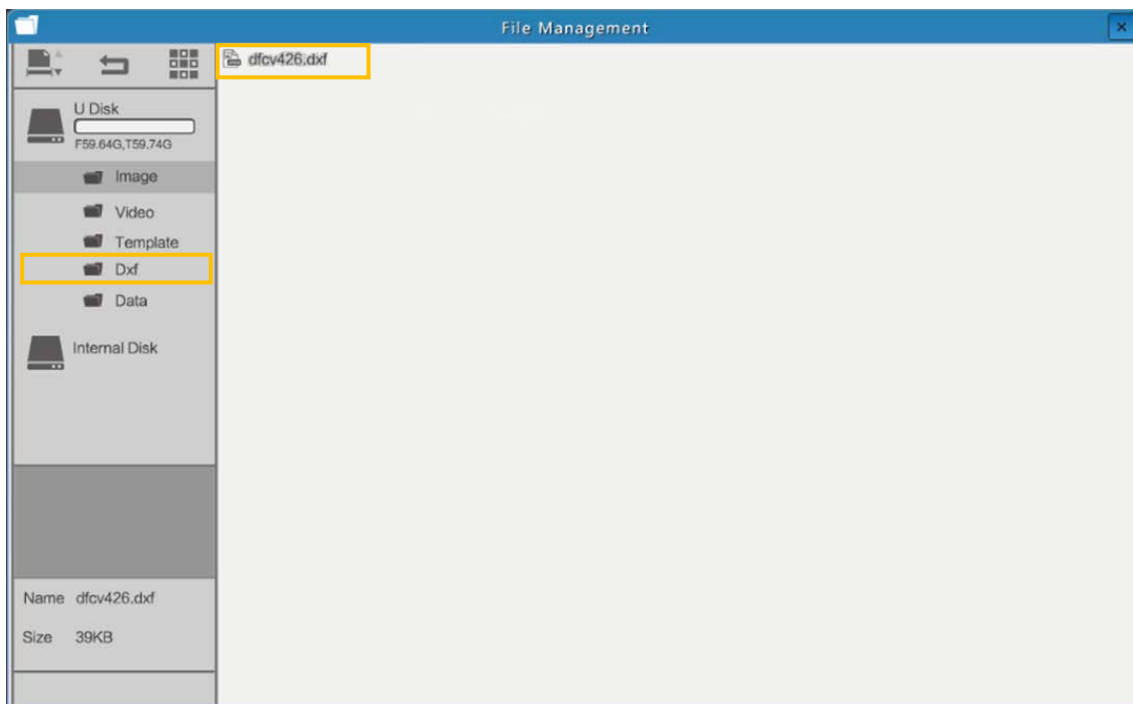 File Management
dfcv426.dxf
U Disk
F59.64G,T59.74G
Image
Video
Template
Dxf
Data
Internal Disk
Name dfcv426.dxf
Size 39KB